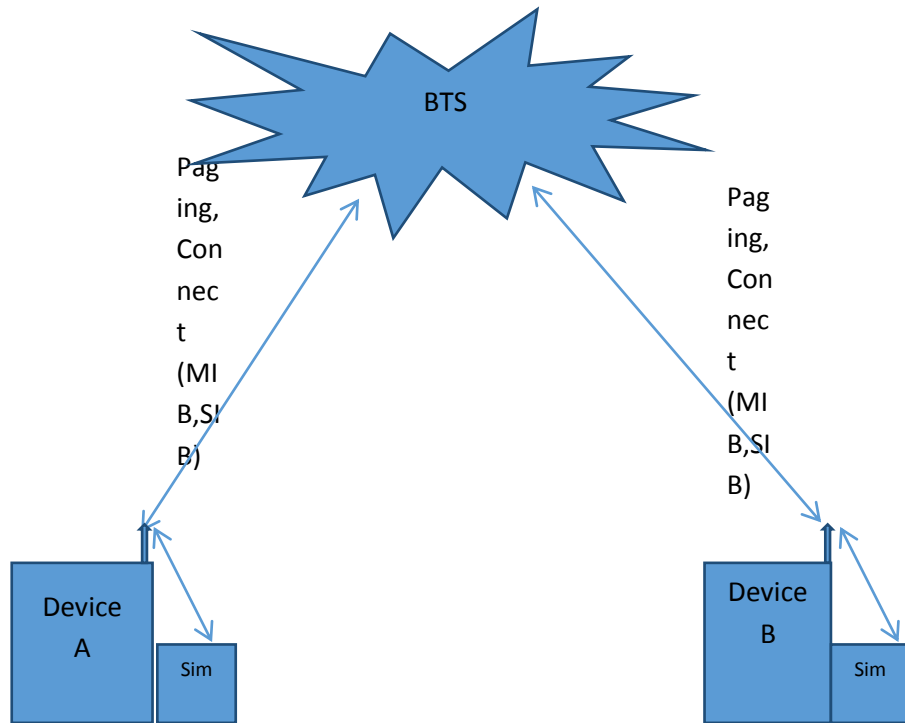 BTS
Pag
ing,
Con
nec
t
(MI
B,SI
B)
Pag
ing,
Con
nec
t
(MI
B,SI
B)
Device
A
Sim
Device
B
Sim